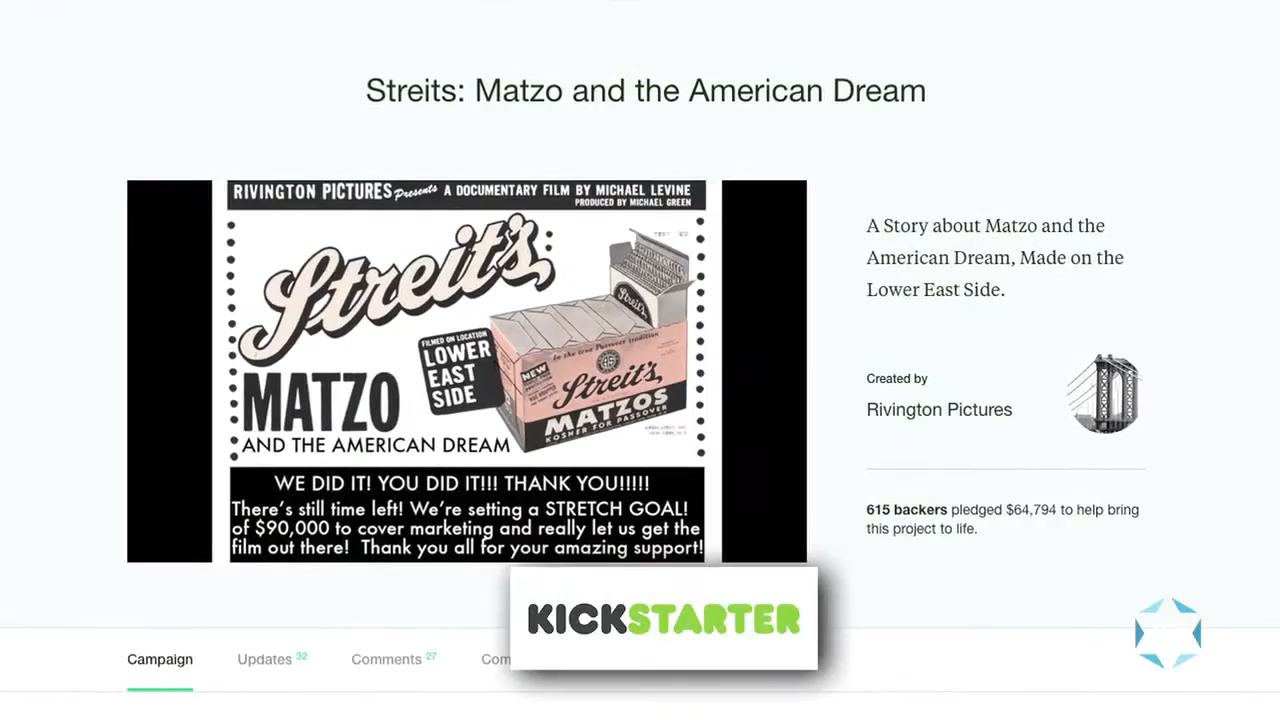 Streits: Matzo and the American Dream
RIVINGTON PICTURES Presents A DOCUMENTARY FILM BY MICHAEL LEVINE
PRODUCED BY MICHAEL GREEN
Streit's
MATZO
AND THE AMERICAN DREAM
FILMED ON LOCATION
LOWER
EAST
SIDE
Streit's
In the true Passover tradition
NEW
Streit's
MATZOS
KOSHER FOR PASSOVER
WE DID IT! YOU DID IT!!! THANK YOU!!!!!
There's still time left! We're setting a STRETCH GOAL!
of $90,000 to cover marketing and really let us get the
film out there! Thank you all for your amazing support!
A Story about Matzo and the
American Dream, Made on the
Lower East Side.
Created by
Rivington Pictures
615 backers pledged $64,794 to help bring
this project to life.
KICKSTARTER
Campaign
Updates 32
Comments 27
Com